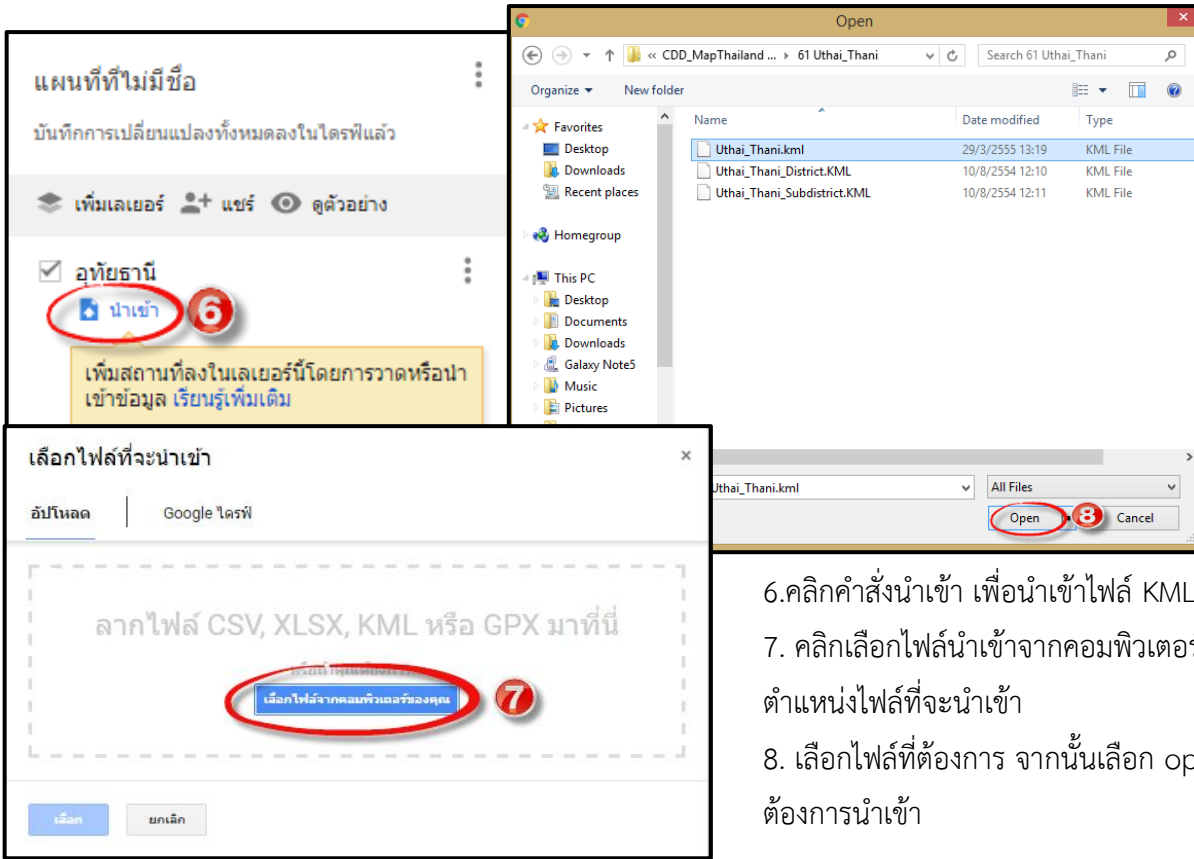 แผนที่ที่ไม่มีชื่อ
บันทึกการเปลี่ยนแปลงทั้งหมดลงในไดรฟ์แล้ว
เพิ่มเลเยอร์ แชร์ ดูตัวอย่าง
อุทัยธานี
นำเข้า 6
เพิ่มสถานที่ลงในเลเยอร์นี้โดยการวาดหรือนำ
เข้าข้อมูล เรียนรู้เพิ่มเติม
Open
« CDD_MapThailand ... 61 Uthai_Thani Search 61 Uthai_Thani
Organize New folder
Name Date modified Type
Uthai_Thani.kml 29/3/2555 13:19 KML File
Uthai_Thani_District.KML 10/8/2554 12:10 KML File
Uthai_Thani_Subdistrict.KML 10/8/2554 12:11 KML File
Favorites
Desktop
Downloads
Recent places
Homegroup
This PC
Desktop
Documents
Downloads
Galaxy Note5
Music
Pictures
Uthai_Thani.kml All Files
Open 8 Cancel
เลือกไฟล์ที่จะนำเข้า
อัปโหลด Google ไดรฟ์
ลากไฟล์ CSV, XLSX, KML หรือ GPX มาที่นี่
เลือกไฟล์จากคอมพิวเตอร์ของคุณ 7
เลือก ยกเลิก
6.คลิกคำสั่งนำเข้า เพื่อนำเข้าไฟล์ KML
7. คลิกเลือกไฟล์นำเข้าจากคอมพิวเตอร์
ตำแหน่งไฟล์ที่จะนำเข้า
8. เลือกไฟล์ที่ต้องการ จากนั้นเลือก op
ต้องการนำเข้า